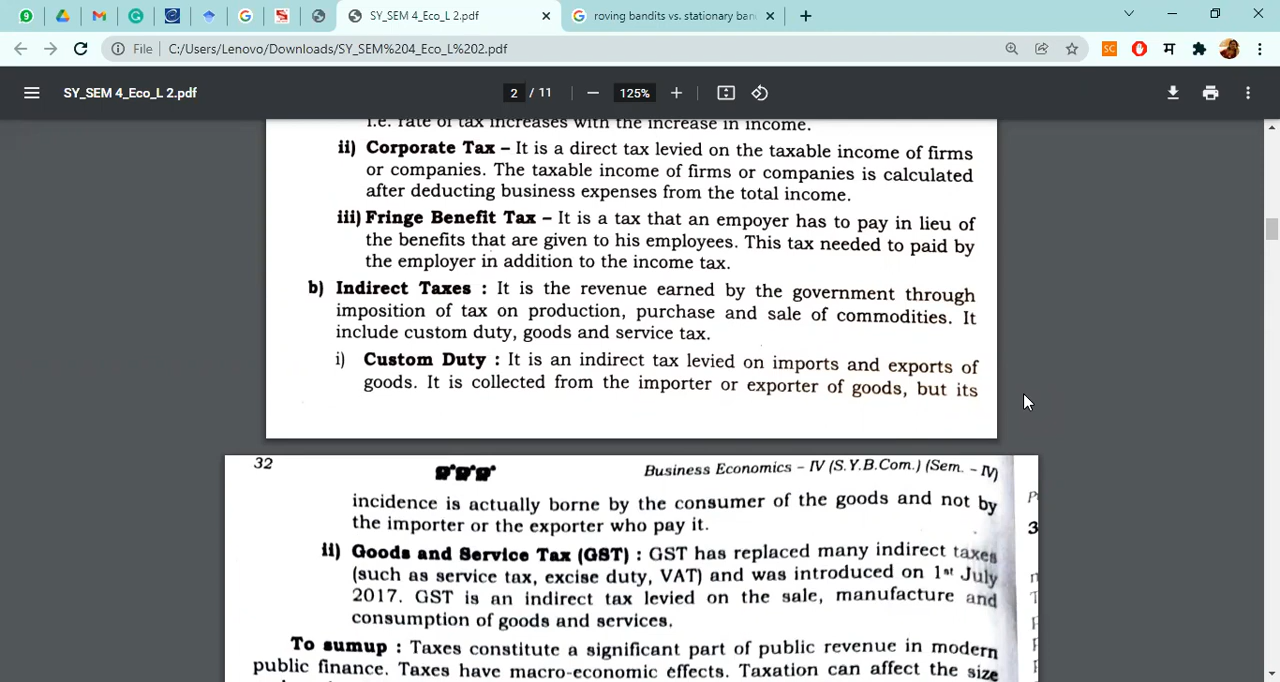 SY_SEM 4_Eco_L 2.pdf
roving bandits vs. stationary ban
File
C:/Users/Lenovo/Downloads/SY_SEM%204_Eco_L%202.pdf
SC
म
SY_SEM 4_Eco_L 2.pdf
2 / 11
125%
i.e. rate of tax increases with the increase in income.
ii) Corporate Tax – It is a direct tax levied on the taxable income of firms
or companies. The taxable income of firms or companies is calculated
after deducting business expenses from the total income.
iii) Fringe Benefit Tax – It is a tax that an empoyer has to pay in lieu of
the benefits that are given to his employees. This tax needed to paid by
the employer in addition to the income tax.
b) Indirect Taxes : It is the revenue earned by the government through
imposition of tax on production, purchase and sale of commodities. It
include custom duty, goods and service tax.
i) Custom Duty : It is an indirect tax levied on imports and exports of
goods. It is collected from the importer or exporter of goods, but its
32
Business Economics – IV (S.Y.B.Com.) (Sem. – IV)
incidence is actually borne by the consumer of the goods and not by
the importer or the exporter who pay it.
3
ii) Goods and Service Tax (GST) : GST has replaced many indirect taxes
(such as service tax, excise duty, VAT) and was introduced on 1st July
2017. GST is an indirect tax levied on the sale, manufacture and
consumption of goods and services.
To sumup : Taxes constitute a significant part of public revenue in modern
public finance. Taxes have macro-economic effects. Taxation can affect the size